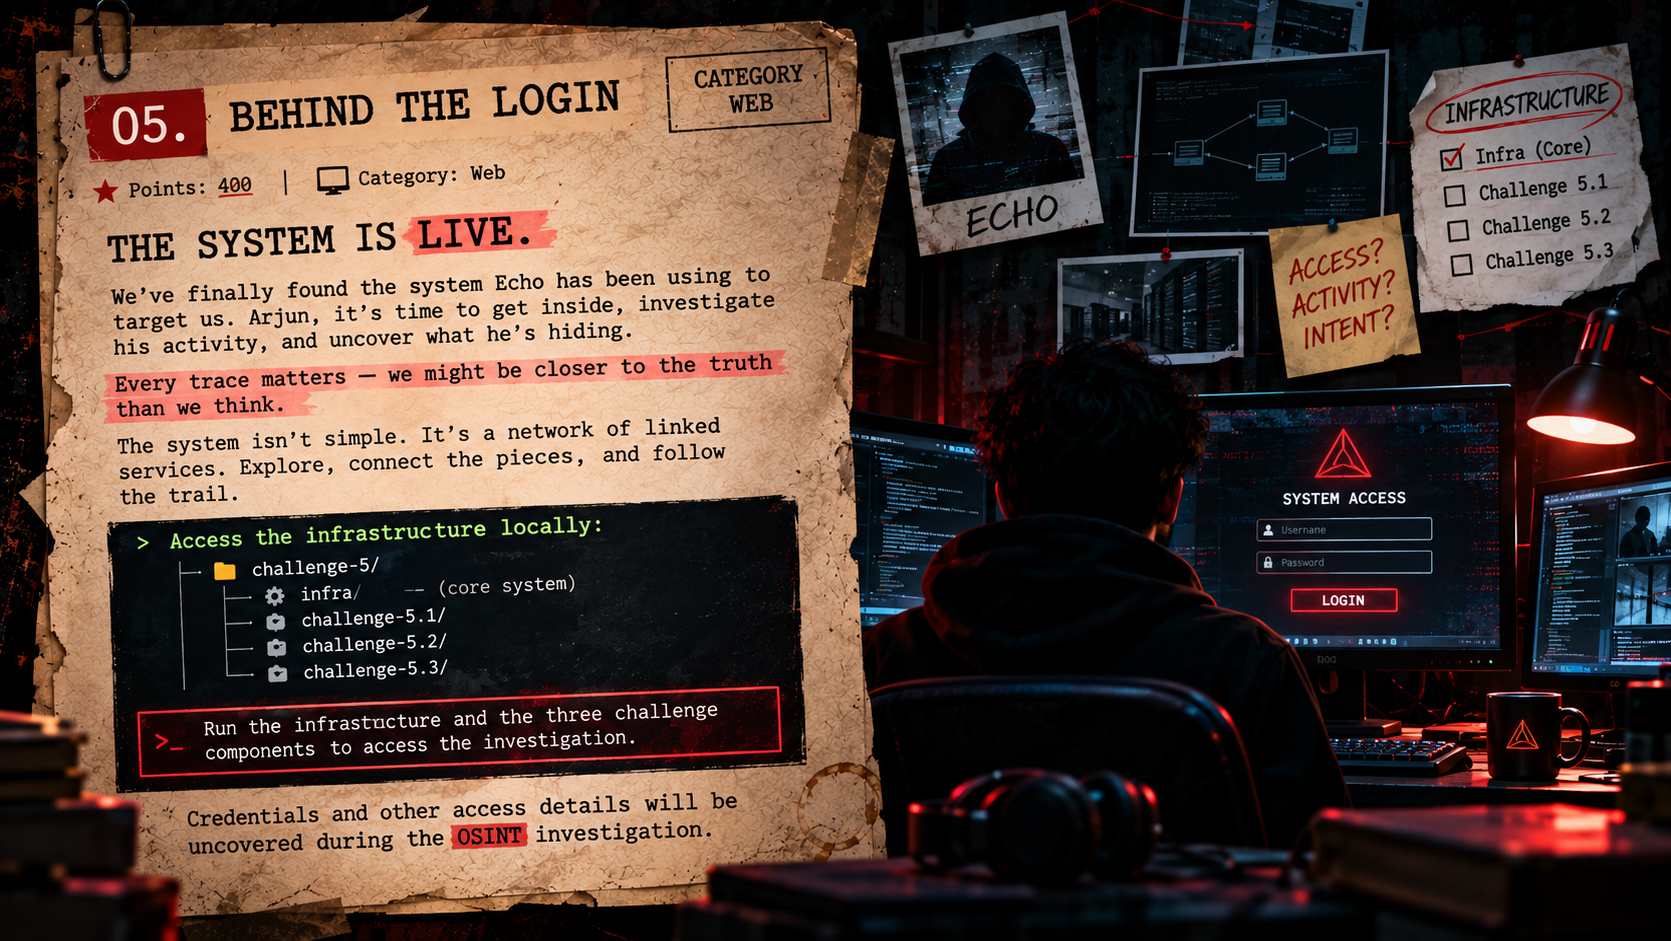 05.
BEHIND THE LOGIN
CATEGORY
WEB
Points: 400 | Category: Web
THE SYSTEM IS LIVE.
We've finally found the system Echo has been using to
target us. Arjun, it's time to get inside, investigate
his activity, and uncover what he's hiding.
Every trace matters — we might be closer to the truth
than we think.
The system isn't simple. It's a network of linked
services. Explore, connect the pieces, and follow
the trail.
> Access the infrastructure locally:
challenge-5/
infra/ -- (core system)
challenge-5.1/
challenge-5.2/
challenge-5.3/
>_ Run the infrastructure and the three challenge
components to access the investigation.
Credentials and other access details will be
uncovered during the OSINT investigation.
ECHO
ACCESS?
ACTIVITY?
INTENT?
INFRASTRUCTURE
Infra (Core)
Challenge 5.1
Challenge 5.2
Challenge 5.3
SYSTEM ACCESS
Username
Password
LOGIN